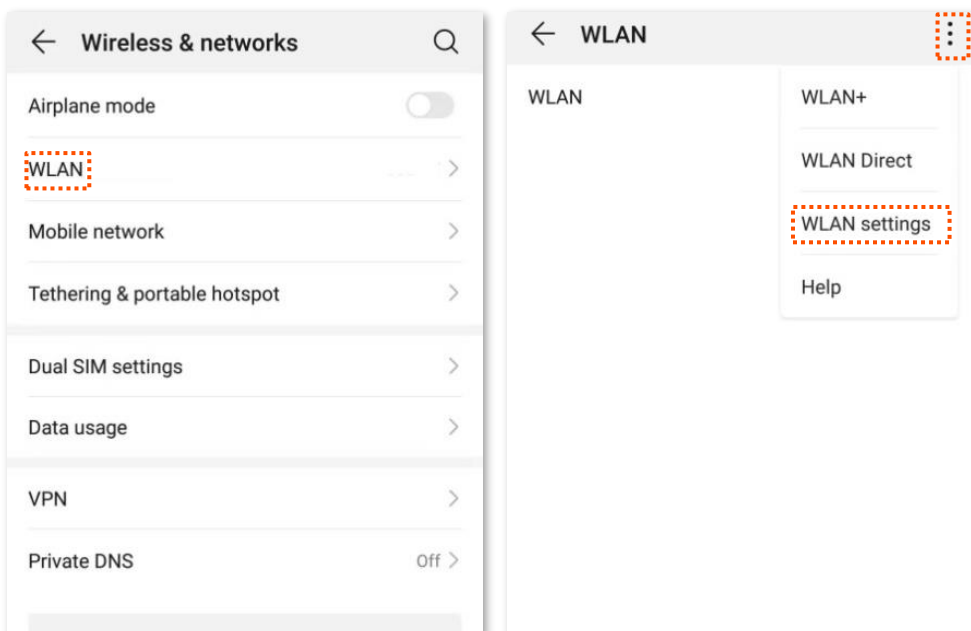 Wireless & networks
Airplane mode
WLAN
Mobile network
Tethering & portable hotspot
Dual SIM settings
Data usage
VPN
Private DNS Off
WLAN
WLAN
WLAN+
WLAN Direct
WLAN settings
Help